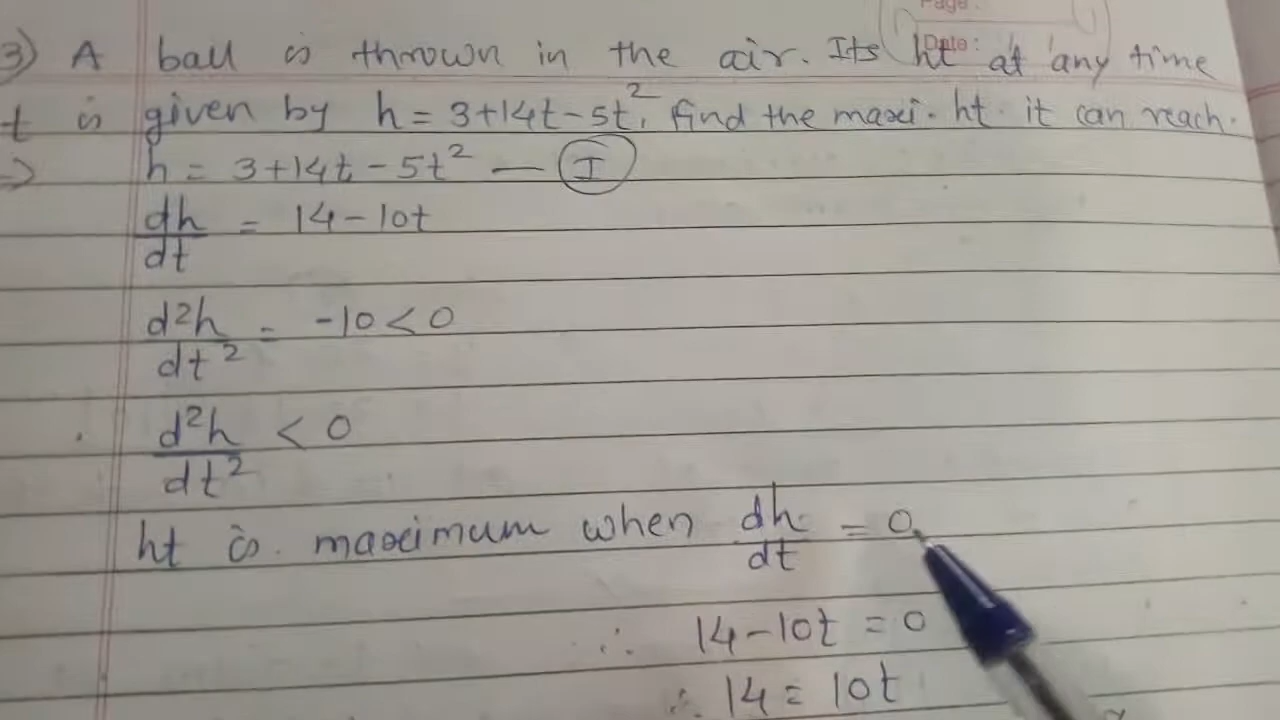 Page:
Date:
3) A ball is thrown in the air. Its ht at any time
t is given by h = 3+14t-5t², find the maxi. ht. it can reach.
→ h = 3+14t-5t² — I
dh/dt = 14-10t
d²h/dt² = -10<0
d²h/dt² < 0
ht is maximum when dh/dt = 0
∴ 14-10t = 0
∴ 14 = 10t